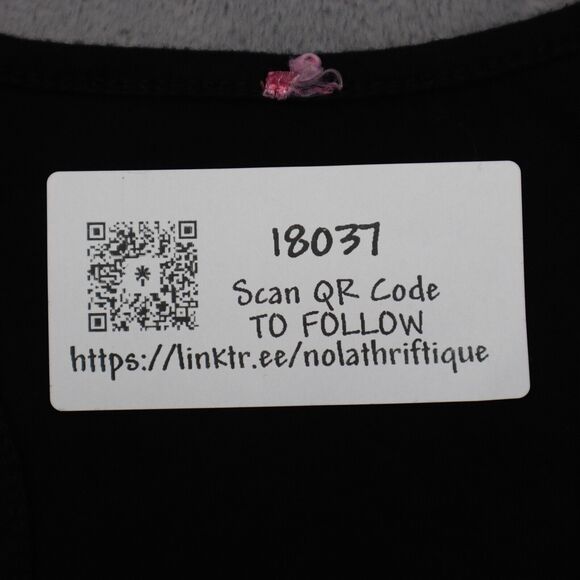 18037
Scan QR Code
TO FOLLOW
https://linktr.ee/nolathriftique